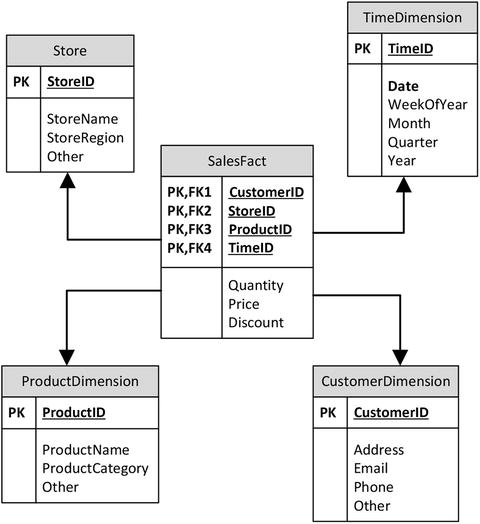 Store
PK StoreID
StoreName
StoreRegion
Other
TimeDimension
PK TimeID
Date
WeekOfYear
Month
Quarter
Year
SalesFact
PK,FK1 CustomerID
PK,FK2 StoreID
PK,FK3 ProductID
PK,FK4 TimeID
Quantity
Price
Discount
ProductDimension
PK ProductID
ProductName
ProductCategory
Other
CustomerDimension
PK CustomerID
Address
Email
Phone
Other